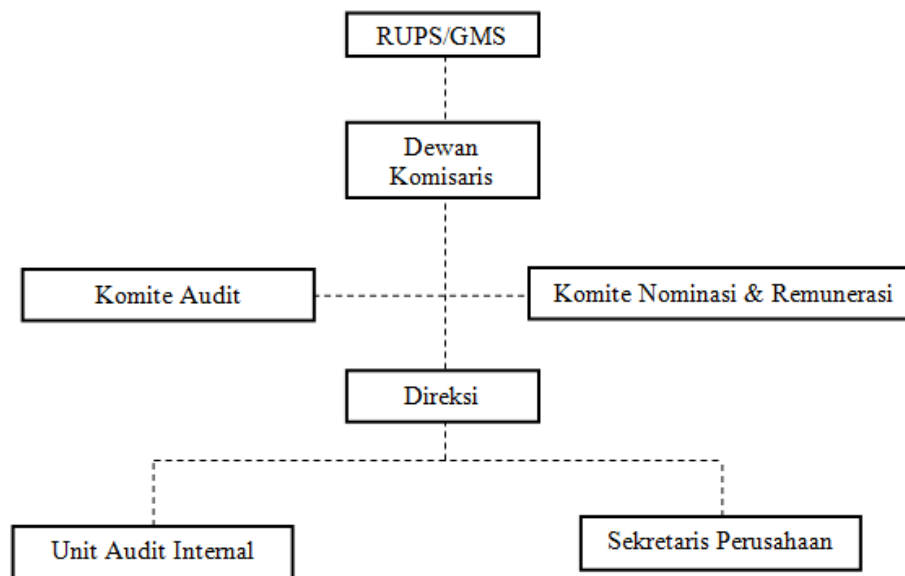 RUPS/GMS
Dewan
Komisaris
Komite Audit
Komite Nominasi & Remunerasi
Direksi
Unit Audit Internal
Sekretaris Perusahaan